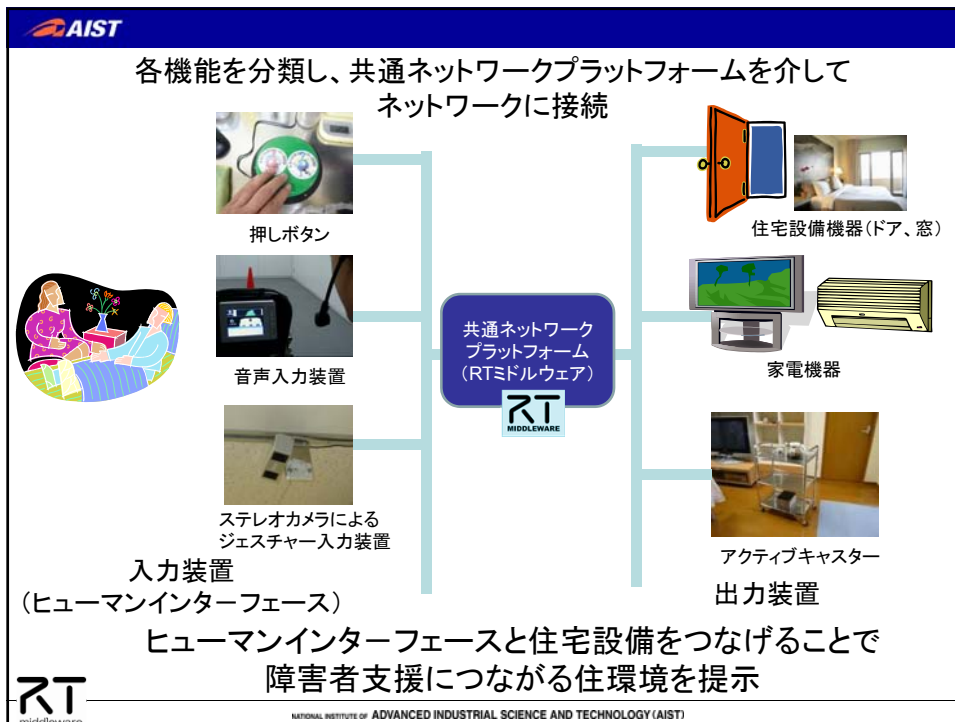 AIST
各機能を分類し、共通ネットワークプラットフォームを介して
ネットワークに接続
押しボタン
音声入力装置
ステレオカメラによる
ジェスチャー入力装置
入力装置
(ヒューマンインターフェース)
共通ネットワーク
プラットフォーム
(RTミドルウェア)
RT
MIDDLEWARE
住宅設備機器(ドア、窓)
家電機器
アクティブキャスター
出力装置
ヒューマンインターフェースと住宅設備をつなげることで
障害者支援につながる住環境を提示
RT
middleware
NATIONAL INSTITUTE OF ADVANCED INDUSTRIAL SCIENCE AND TECHNOLOGY (AIST)